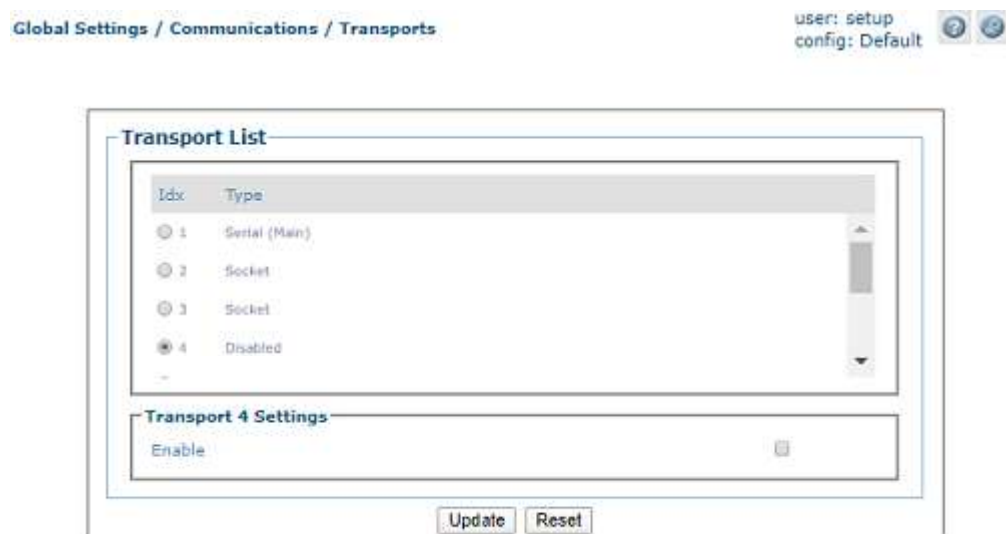 Global Settings / Communications / Transports
user: setup
config: Default
Transport List
Idx Type
1 Serial (Main)
2 Socket
3 Socket
4 Disabled
Transport 4 Settings
Enable
Update Reset